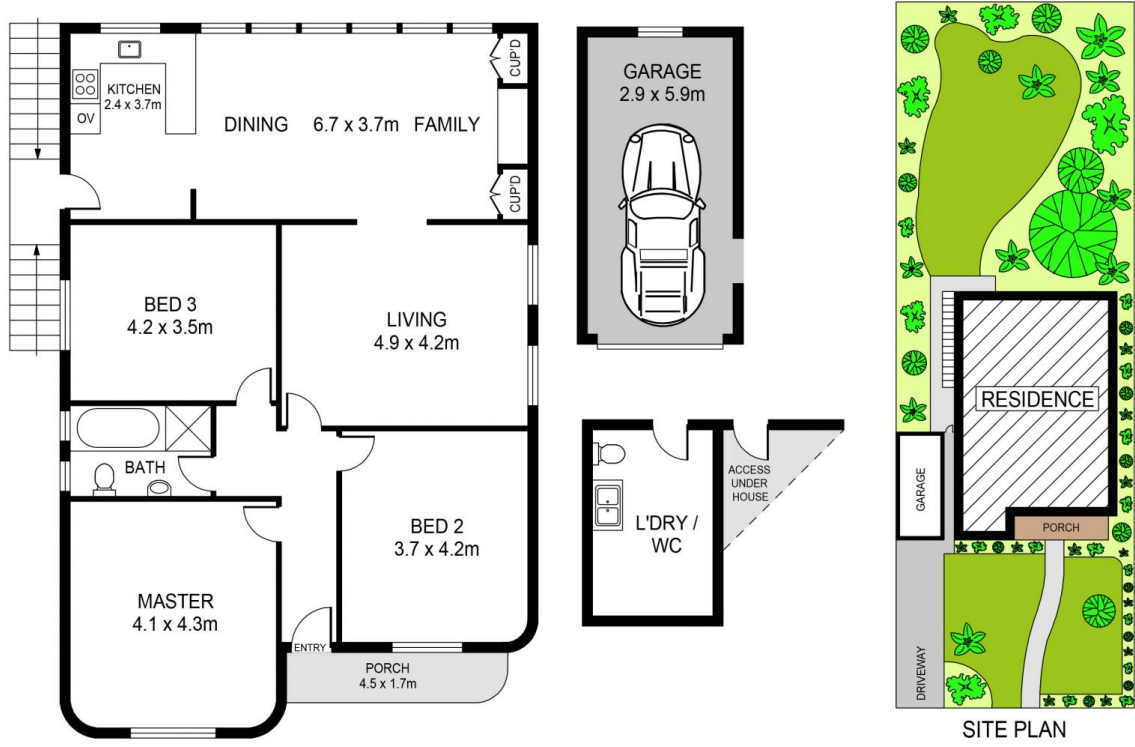 KITCHEN
2.4 x 3.7m
OV
DINING 6.7 x 3.7m FAMILY
CUP'D
CUP'D
BED 3
4.2 x 3.5m
LIVING
4.9 x 4.2m
BATH
BED 2
3.7 x 4.2m
MASTER
4.1 x 4.3m
ENTRY
PORCH
4.5 x 1.7m
GARAGE
2.9 x 5.9m
ACCESS
UNDER
HOUSE
L'DRY /
WC
RESIDENCE
GARAGE
PORCH
DRIVEWAY
SITE PLAN